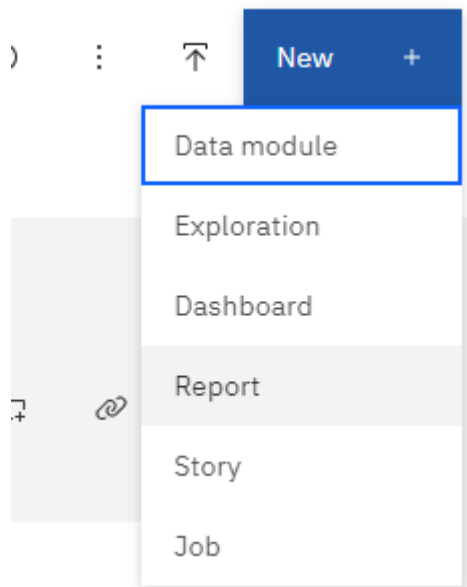 New +
Data module
Exploration
Dashboard
Report
Story
Job